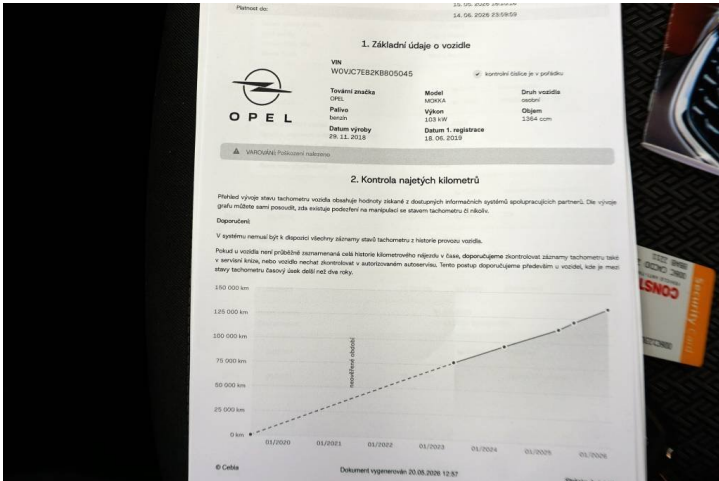 Platnost do:
14. 06. 2026 23:59:59
1. Základní údaje o vozidle
VIN
W0VJC7EB2KB805045
kontrolní číslice je v pořádku
OPEL
Tovární značka
OPEL
Model
MOKKA
Druh vozidla
osobní
Palivo
benzín
Výkon
103 kW
Objem
1364 ccm
Datum výroby
29. 11. 2018
Datum 1. registrace
18. 06. 2019
VAROVÁNÍ: Poškození nalezeno
2. Kontrola najetých kilometrů
Přehled vývoje stavu tachometru vozidla obsahuje hodnoty získané z dostupných informačních systémů spolupracujících partnerů. Dle vývoje
grafu můžete sami posoudit, zda existuje podezření na manipulaci se stavem tachometru či nikoliv.
Doporučení:
V systému nemusí být k dispozici všechny záznamy stavů tachometru z historie provozu vozidla.
Pokud u vozidla není průběžně zaznamenaná celá historie kilometrového nájezdu v čase, doporučujeme zkontrolovat záznamy tachometru také
v servisní knize, nebo vozidlo nechat zkontrolovat v autorizovaném autoservisu. Tento postup doporučujeme především u vozidel, kde je mezi
stavy tachometru časový úsek delší než dva roky.
150 000 km
125 000 km
100 000 km
75 000 km
50 000 km
25 000 km
0 km
neověřené období
01/2020
01/2021
01/2022
01/2023
01/2024
01/2025
01/2026
© Cebia
Dokument vygenerován 20.05.2026 12:57
Security Card
CONST